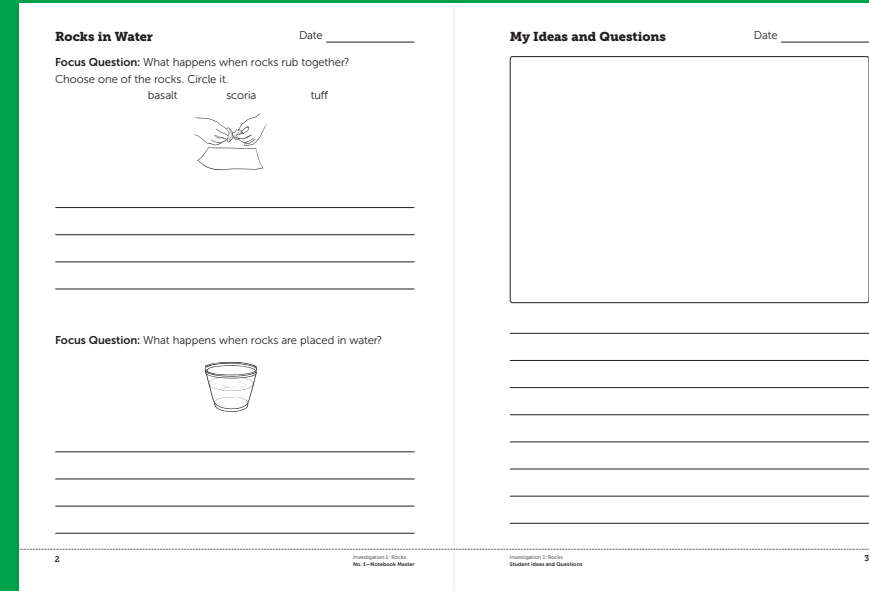 Rocks in Water
Date
Focus Question: What happens when rocks rub together?
Choose one of the rocks. Circle it.
basalt scoria tuff
Focus Question: What happens when rocks are placed in water?
2
Investigation 1: Rocks
No. 1—Notebook Master
My Ideas and Questions
Date
Investigation 1: Rocks
Student Ideas and Questions
3